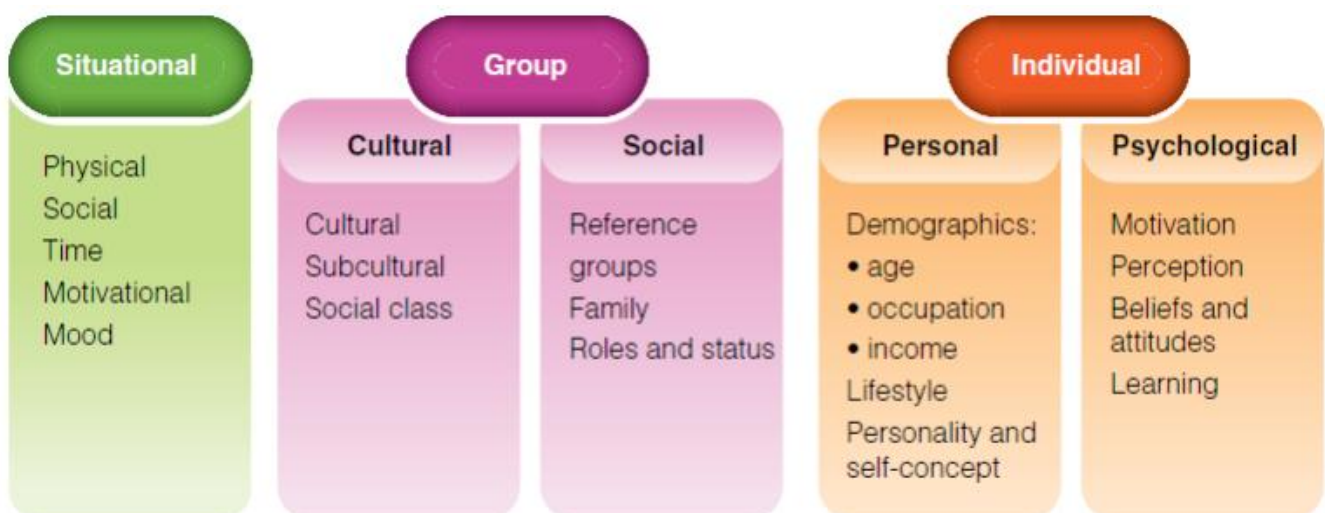 Situational
Physical
Social
Time
Motivational
Mood
Group
Cultural
Cultural
Subcultural
Social class
Social
Reference
groups
Family
Roles and status
Individual
Personal
Demographics:
• age
• occupation
• income
Lifestyle
Personality and
self-concept
Psychological
Motivation
Perception
Beliefs and
attitudes
Learning